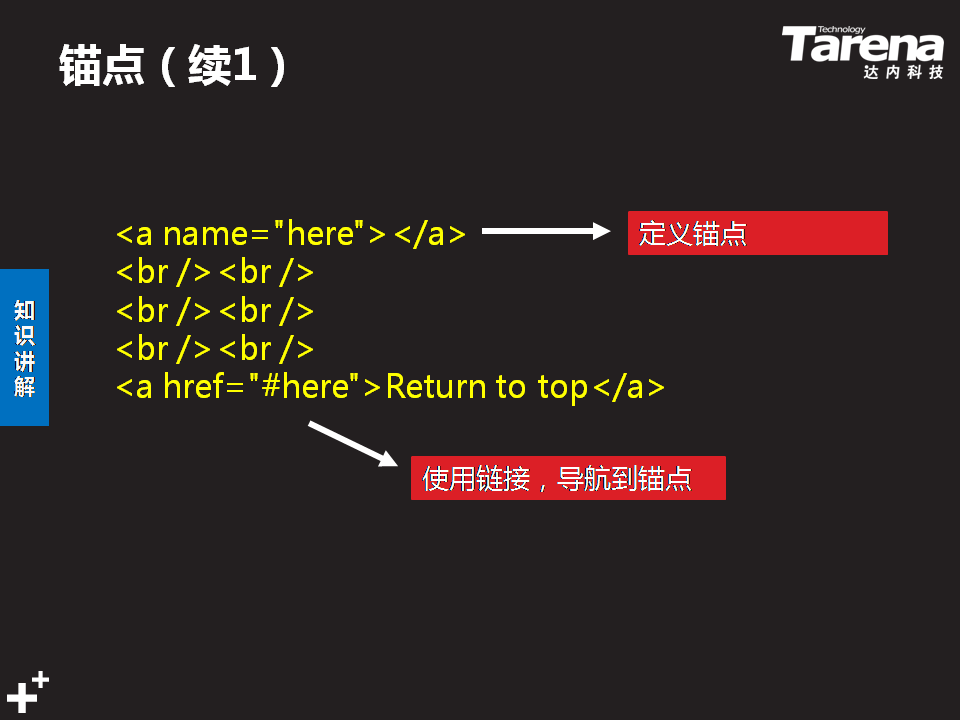 锚点（续1）
Technology
Tarena
达内科技
<a name="here"></a>
定义锚点
<br /><br />
<br /><br />
<br /><br />
<a href="#here">Return to top</a>
知识讲解
使用链接，导航到锚点